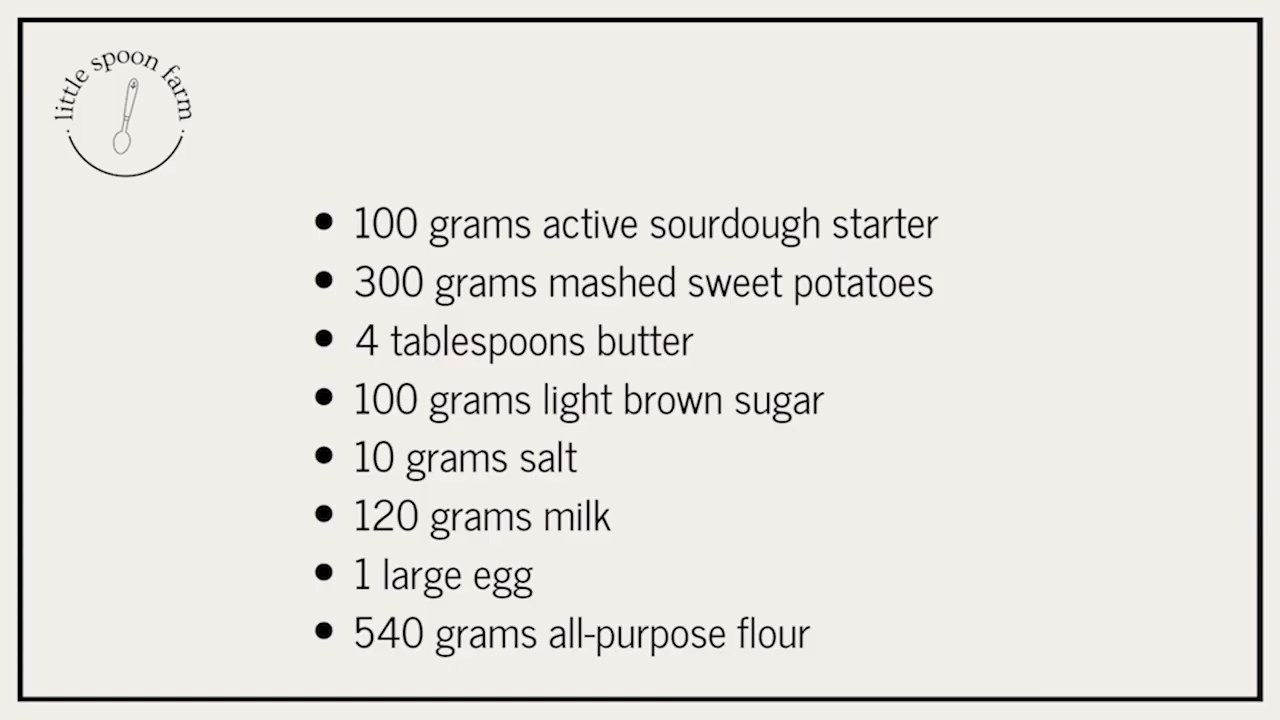 · little spoon farm ·
• 100 grams active sourdough starter
• 300 grams mashed sweet potatoes
• 4 tablespoons butter
• 100 grams light brown sugar
• 10 grams salt
• 120 grams milk
• 1 large egg
• 540 grams all-purpose flour